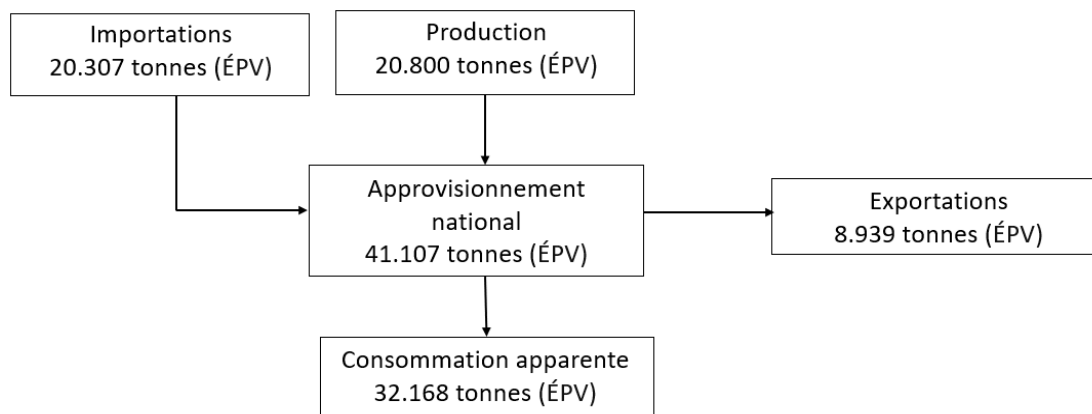 Importations
20.307 tonnes (ÉPV)
Production
20.800 tonnes (ÉPV)
Approvisionnement
national
41.107 tonnes (ÉPV)
Exportations
8.939 tonnes (ÉPV)
Consommation apparente
32.168 tonnes (ÉPV)